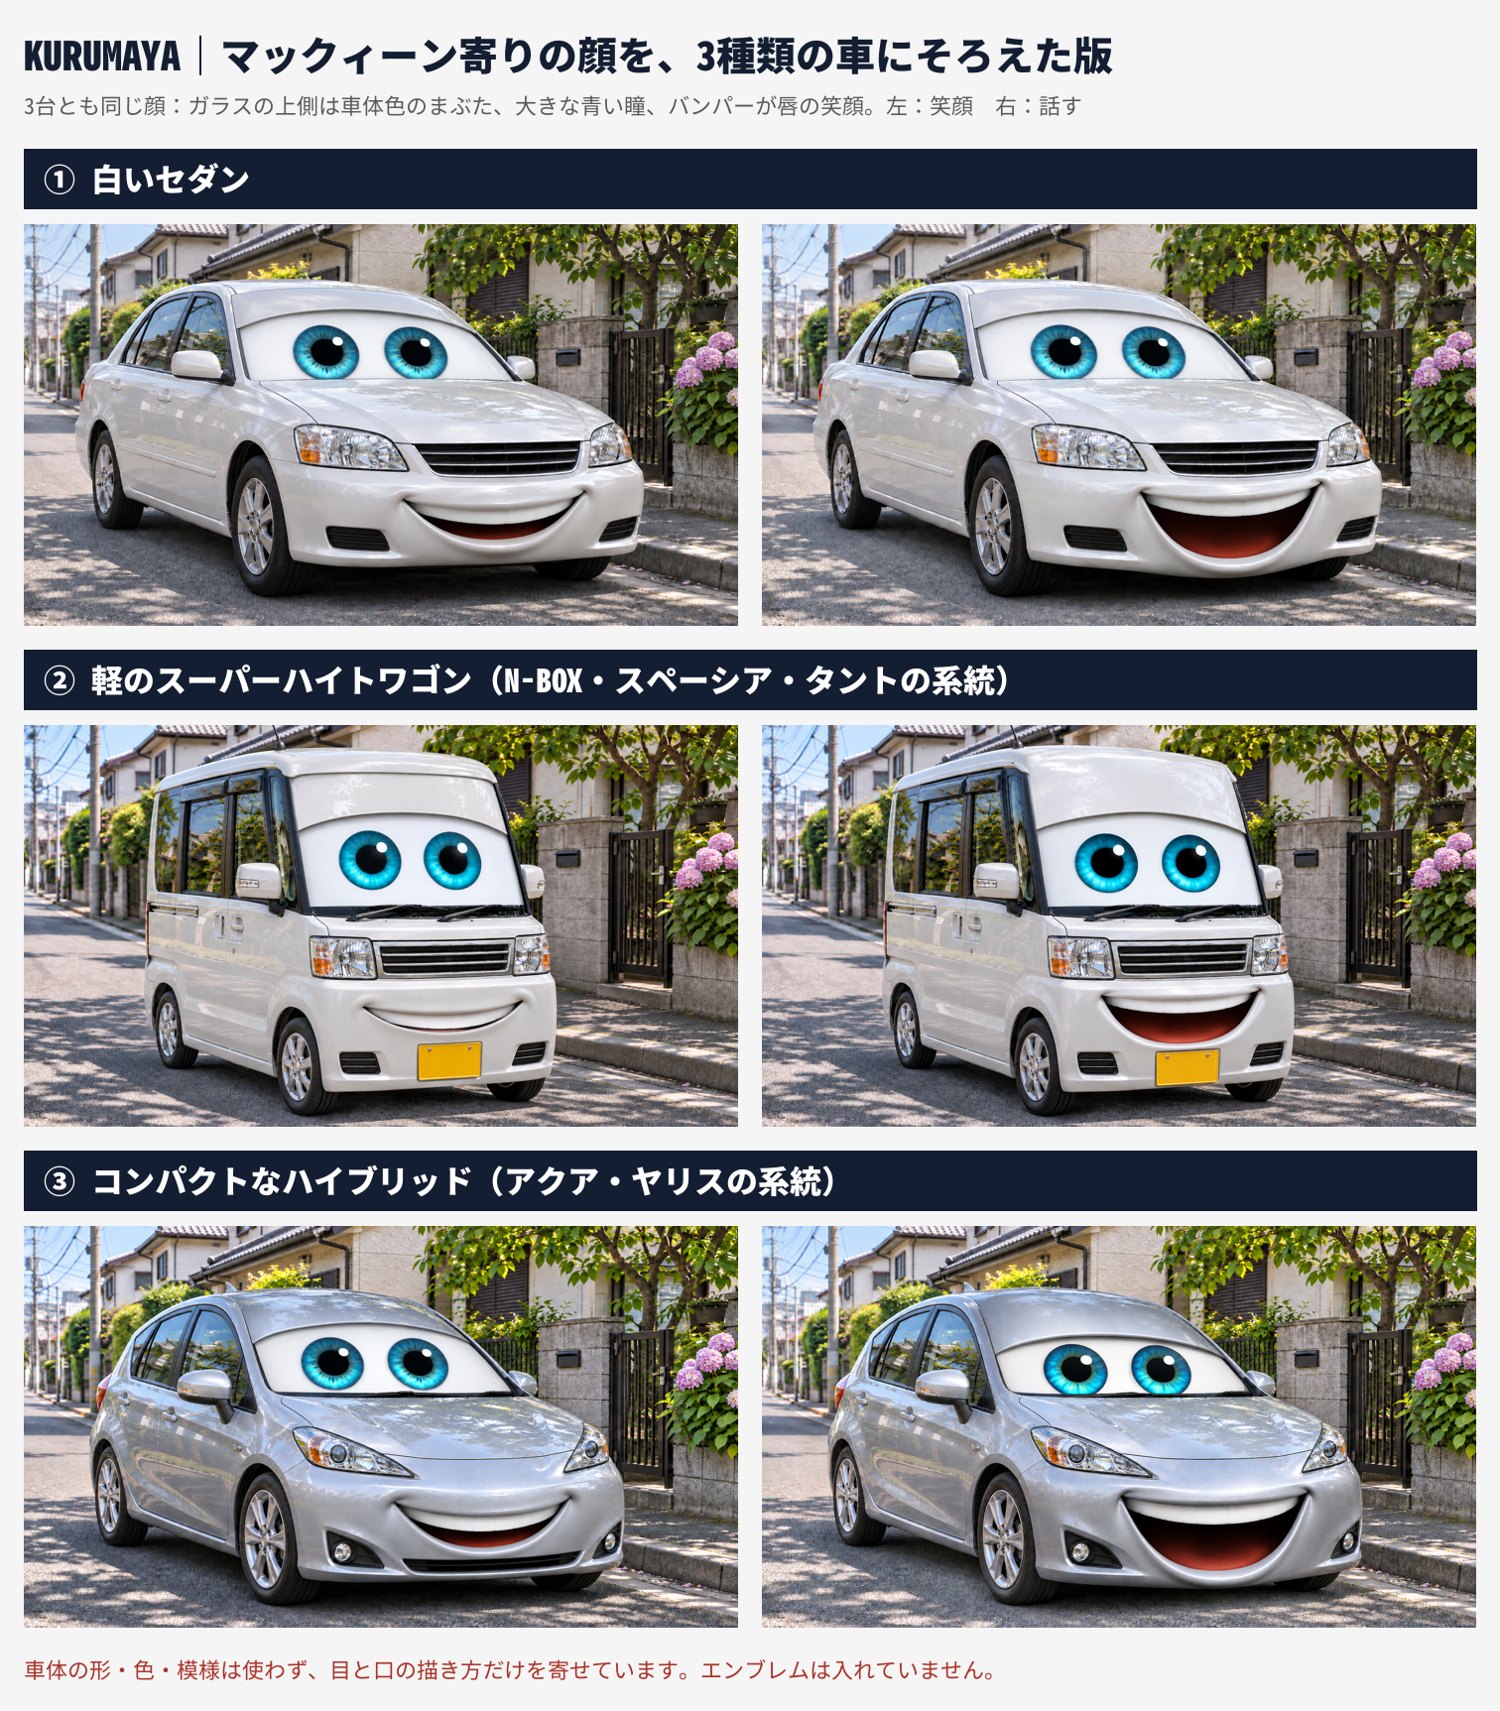 KURUMAYA｜マックィーン寄りの顔を、3種類の車にそろえた版
3台とも同じ顔：ガラスの上側は車体色のまぶた、大きな青い瞳、バンパーが唇の笑顔。左：笑顔　右：話す
① 白いセダン
② 軽のスーパーハイトワゴン（N-BOX・スペーシア・タントの系統）
③ コンパクトなハイブリッド（アクア・ヤリスの系統）
車体の形・色・模様は使わず、目と口の描き方だけを寄せています。エンブレムは入れていません。